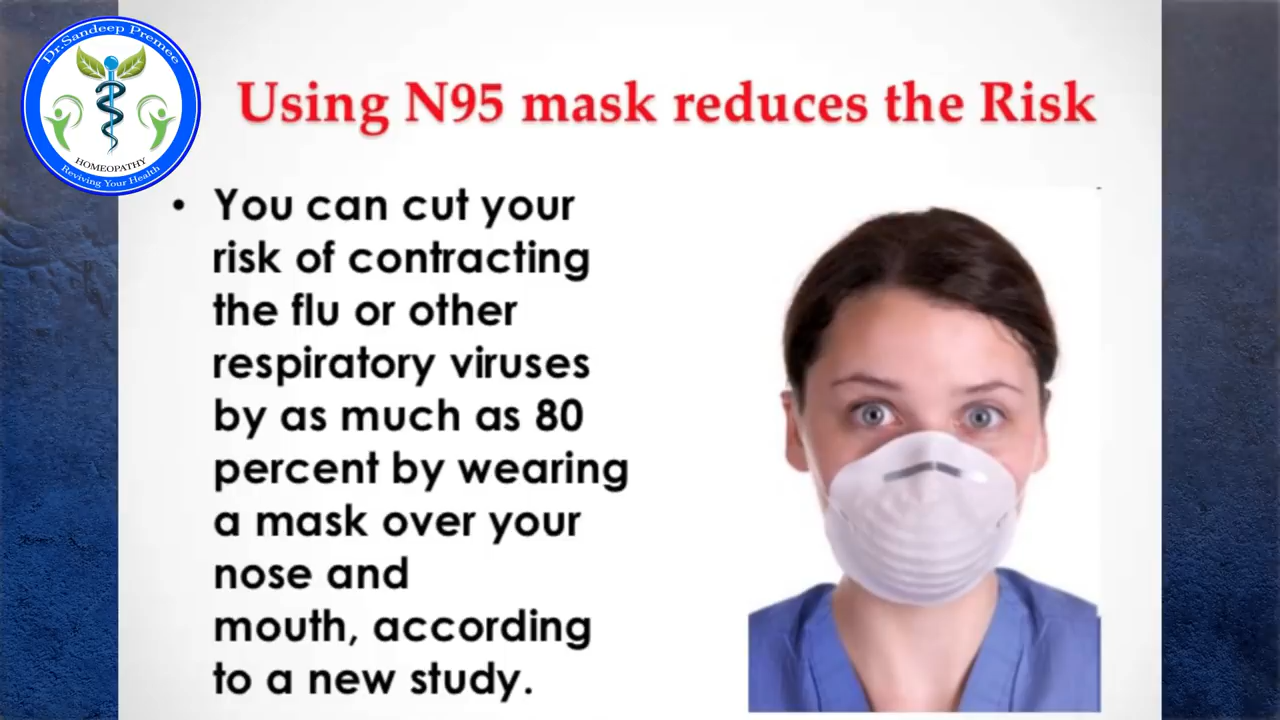 Dr.Sandeep Premee
HOMEOPATHY
Reviving Your Health
Using N95 mask reduces the Risk
• You can cut your
risk of contracting
the flu or other
respiratory viruses
by as much as 80
percent by wearing
a mask over your
nose and
mouth, according
to a new study.